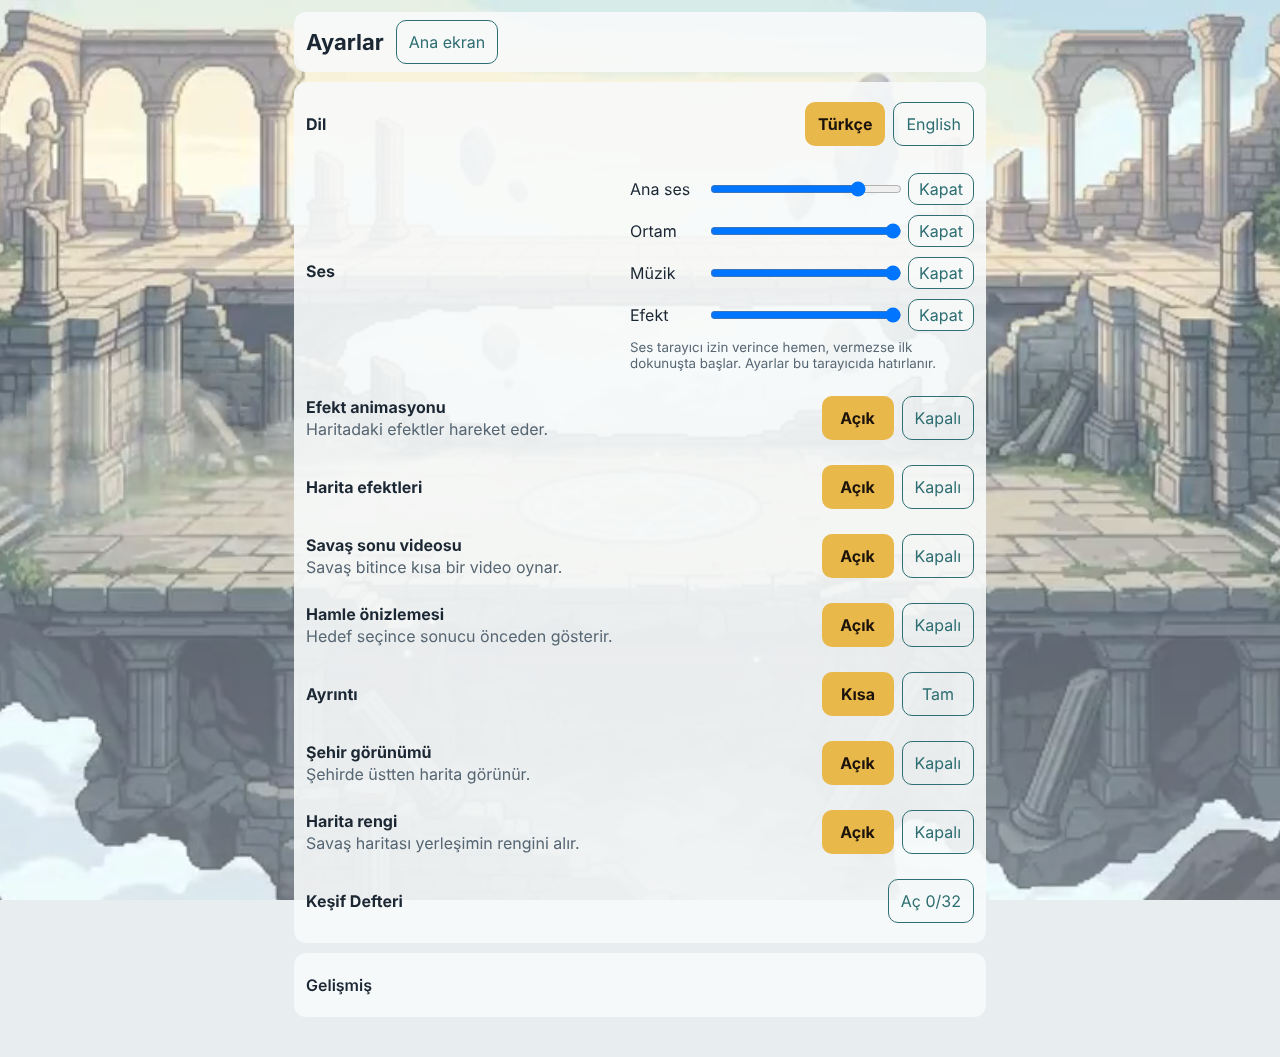 Ayarlar Ana ekran
Dil Türkçe English
Ana ses Kapat
Ortam Kapat
Ses
Müzik Kapat
Efekt Kapat
Ses tarayıcı izin verince hemen, vermezse ilk
dokunuşta başlar. Ayarlar bu tarayıcıda hatırlanır.
Efekt animasyonu Açık Kapalı
Haritadaki efektler hareket eder.
Harita efektleri Açık Kapalı
Savaş sonu videosu Açık Kapalı
Savaş bitince kısa bir video oynar.
Hamle önizlemesi Açık Kapalı
Hedef seçince sonucu önceden gösterir.
Ayrıntı Kısa Tam
Şehir görünümü Açık Kapalı
Şehirde üstten harita görünür.
Harita rengi Açık Kapalı
Savaş haritası yerleşimin rengini alır.
Keşif Defteri Aç 0/32
Gelişmiş